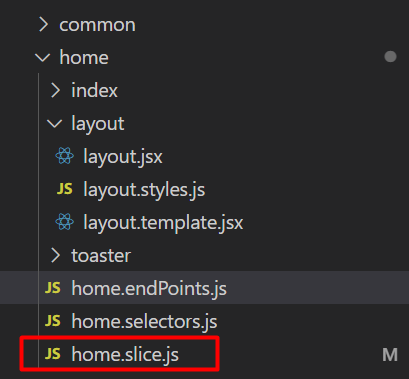 common
home
index
layout
layout.jsx
JS layout.styles.js
layout.template.jsx
toaster
JS home.endPoints.js
JS home.selectors.js
JS home.slice.js M